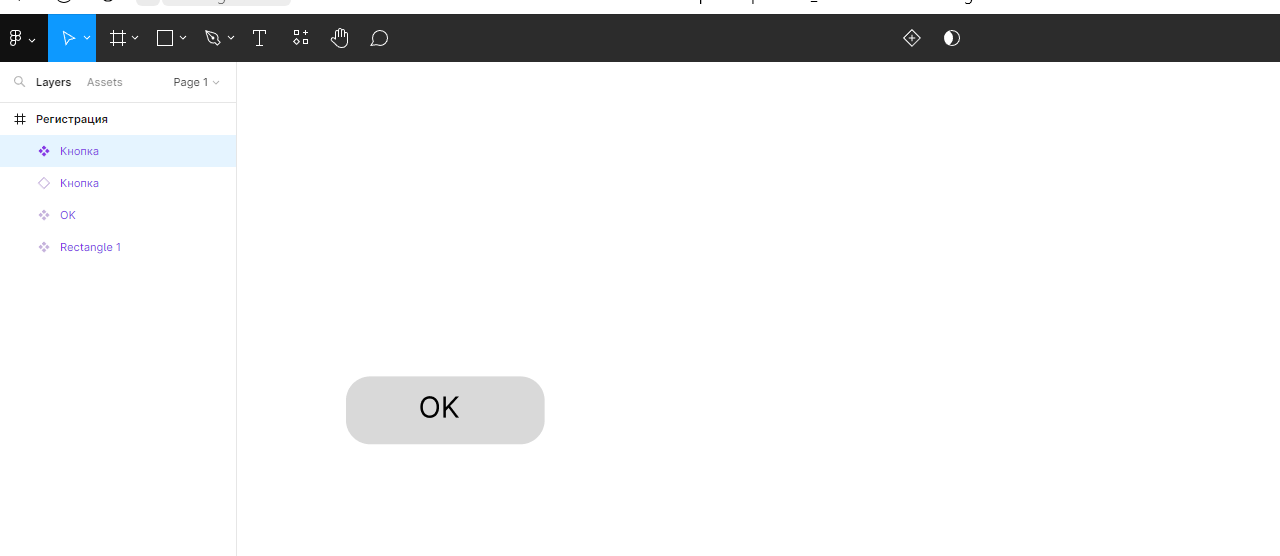 Layers Assets Page 1
Регистрация
Кнопка
Кнопка
OK
Rectangle 1
OK